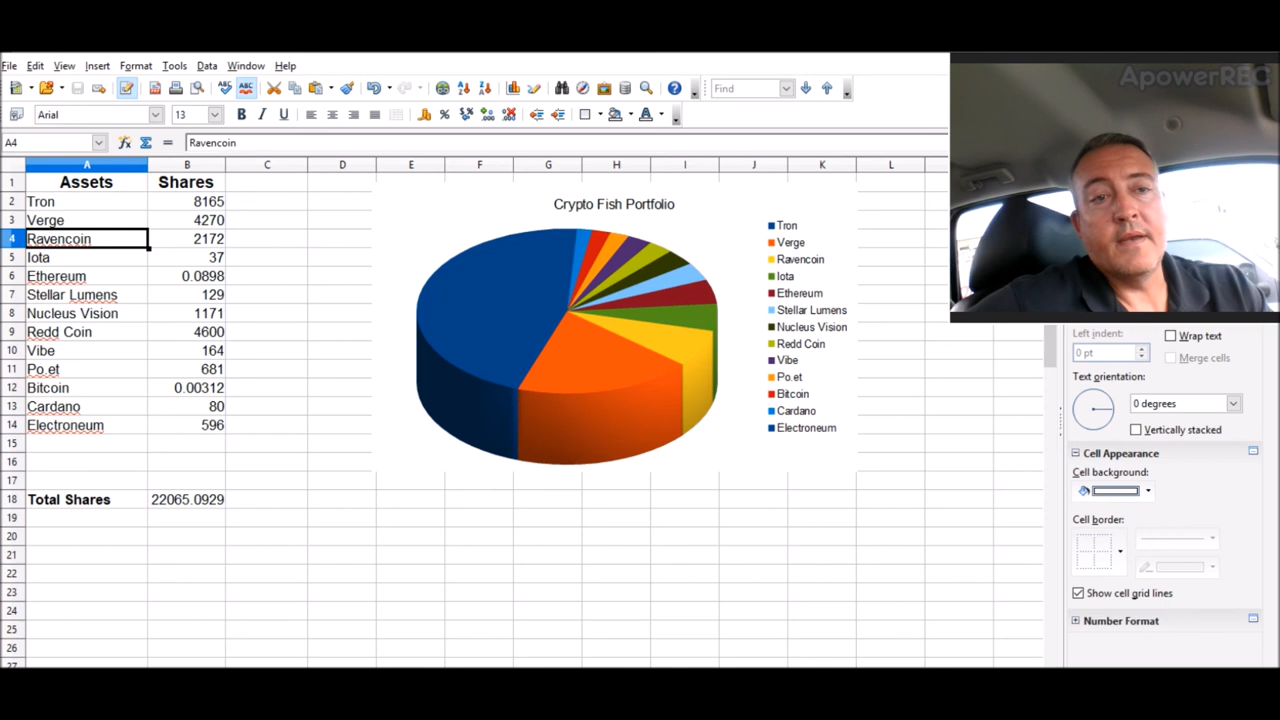 ApowerREC
File Edit View Insert Format Tools Data Window Help
Find
Arial 13
A4 Ravencoin
A B C D E F G H I J K L
1 Assets Shares
2 Tron 8165
3 Verge 4270
4 Ravencoin 2172
5 Iota 37
6 Ethereum 0.0898
7 Stellar Lumens 129
8 Nucleus Vision 1171
9 Redd Coin 4600
10 Vibe 164
11 Po.et 681
12 Bitcoin 0.00312
13 Cardano 80
14 Electroneum 596
15
16
17
18 Total Shares 22065.0929
19
20
21
22
23
24
25
26
27
Crypto Fish Portfolio
Tron
Verge
Ravencoin
Iota
Ethereum
Stellar Lumens
Nucleus Vision
Redd Coin
Vibe
Po.et
Bitcoin
Cardano
Electroneum
Left indent:
0 pt
Wrap text
Merge cells
Text orientation:
0 degrees
Vertically stacked
Cell Appearance
Cell background:
Cell border:
Show cell grid lines
Number Format